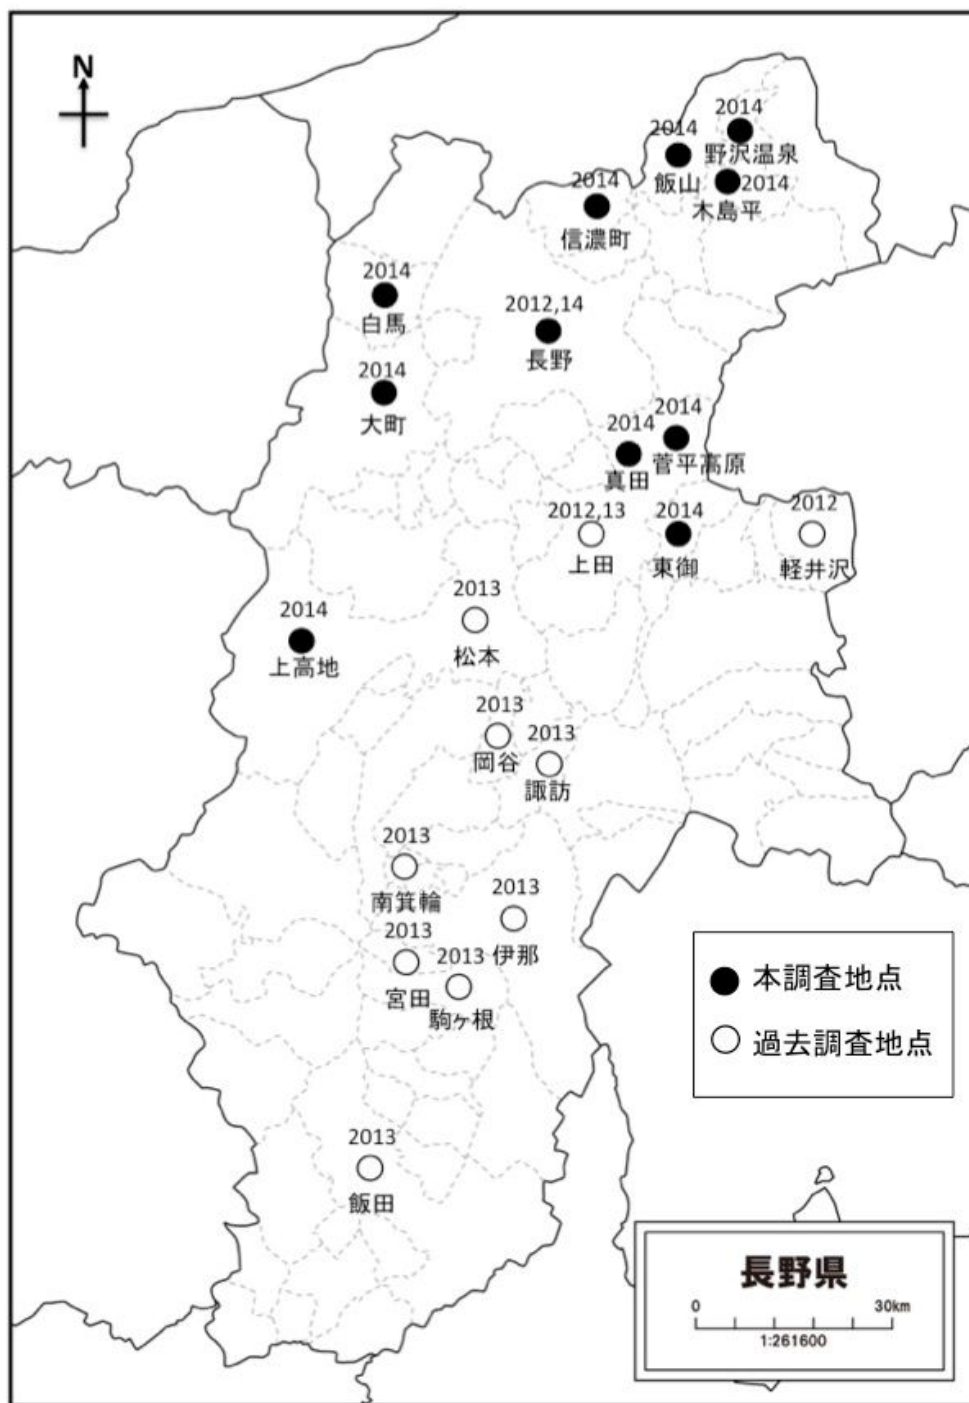 N
2014
野沢温泉
2014
飯山
2014
木島平
2014
信濃町
2014
白馬
2012,14
長野
2014
大町
2014
菅平高原
2014
真田
2012,13
上田
2014
東御
2012
軽井沢
2013
松本
2014
上高地
2013
岡谷
2013
諏訪
2013
南箕輪
2013
伊那
2013
宮田
2013
駒ヶ根
2013
飯田
本調査地点
過去調査地点
長野県
0 30km
1:261600